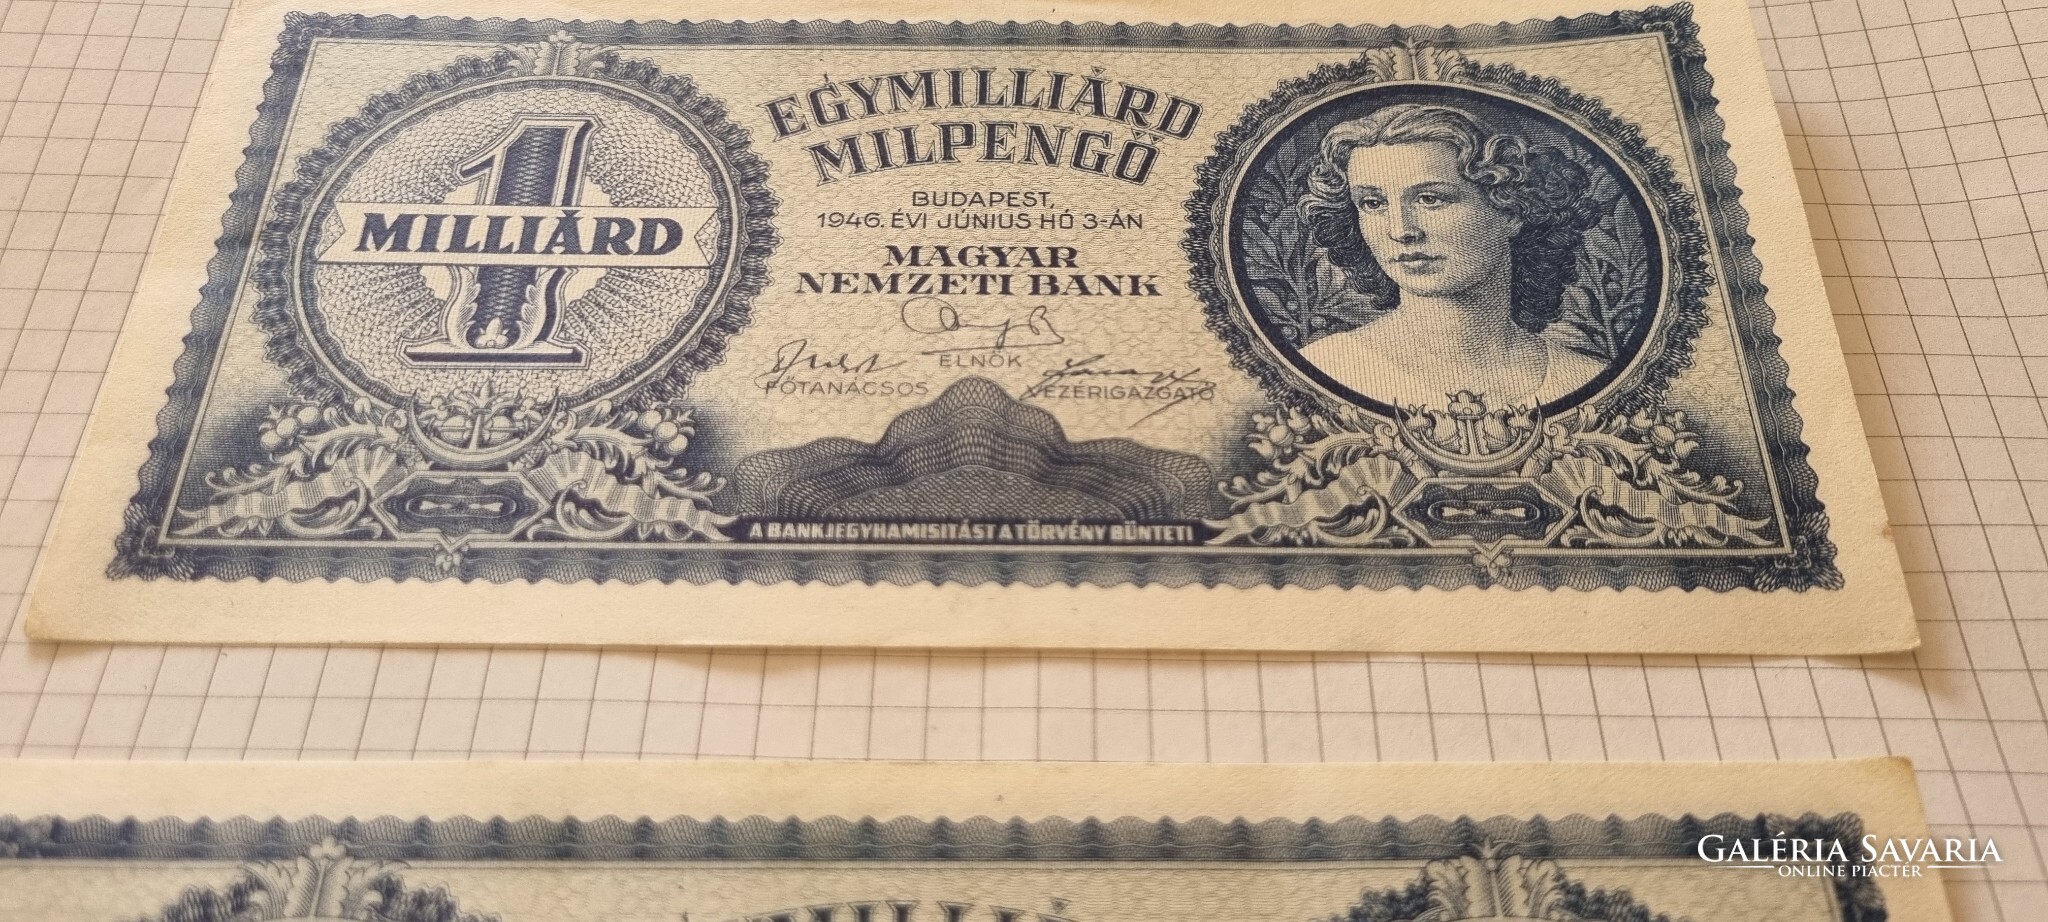 EGYMILLIÁRD
MILPENGŐ
BUDAPEST,
1946. ÉVI JÚNIUS HÓ 3-ÁN
MAGYAR
NEMZETI BANK
1
MILLIÁRD
ELNÖK
FŐTANÁCSOS
VEZÉRIGAZGATÓ
A BANKJEGYHAMISITÁST A TÖRVÉNY BÜNTETI
GALÉRIA SAVARIA
ONLINE PIACTÉR